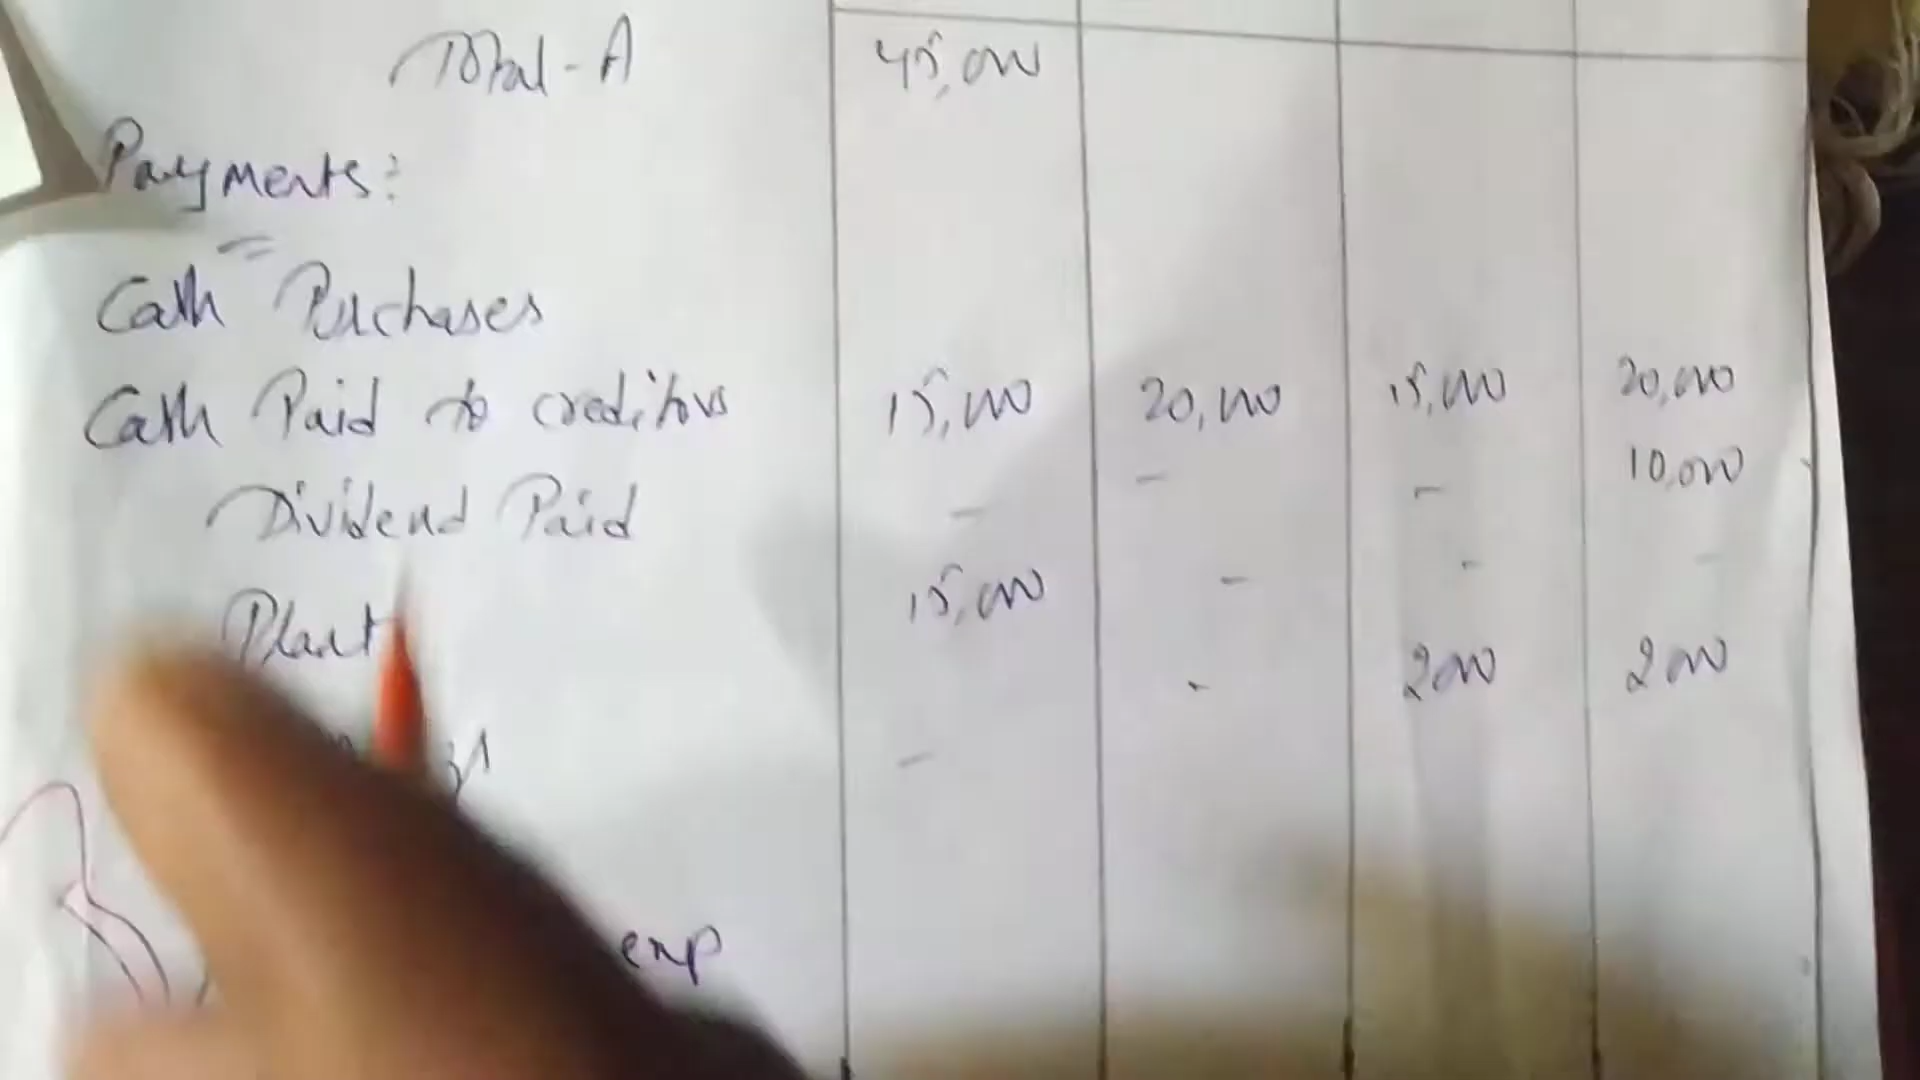 Total - A 45,000
Payments:
Cash Purchases
Cash Paid to creditors 15,000 20,000 15,000 20,000
Dividend Paid - - - 10,000
Plant 15,000 - - -
- - 2000 2000
exp